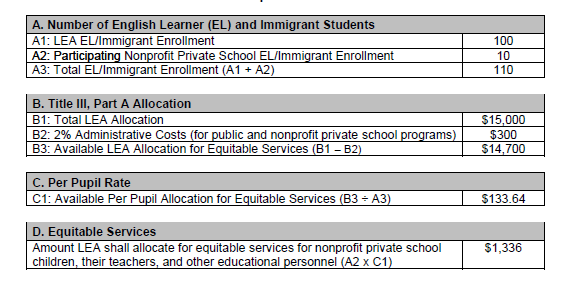 A. Number of English Learner (EL) and Immigrant Students
A1: LEA EL/Immigrant Enrollment 100
A2: Participating Nonprofit Private School EL/Immigrant Enrollment 10
A3: Total EL/Immigrant Enrollment (A1 + A2) 110
B. Title III, Part A Allocation
B1: Total LEA Allocation $15,000
B2: 2% Administrative Costs (for public and nonprofit private school programs) $300
B3: Available LEA Allocation for Equitable Services (B1 – B2) $14,700
C. Per Pupil Rate
C1: Available Per Pupil Allocation for Equitable Services (B3 ÷ A3) $133.64
D. Equitable Services
Amount LEA shall allocate for equitable services for nonprofit private school $1,336
children, their teachers, and other educational personnel (A2 x C1)